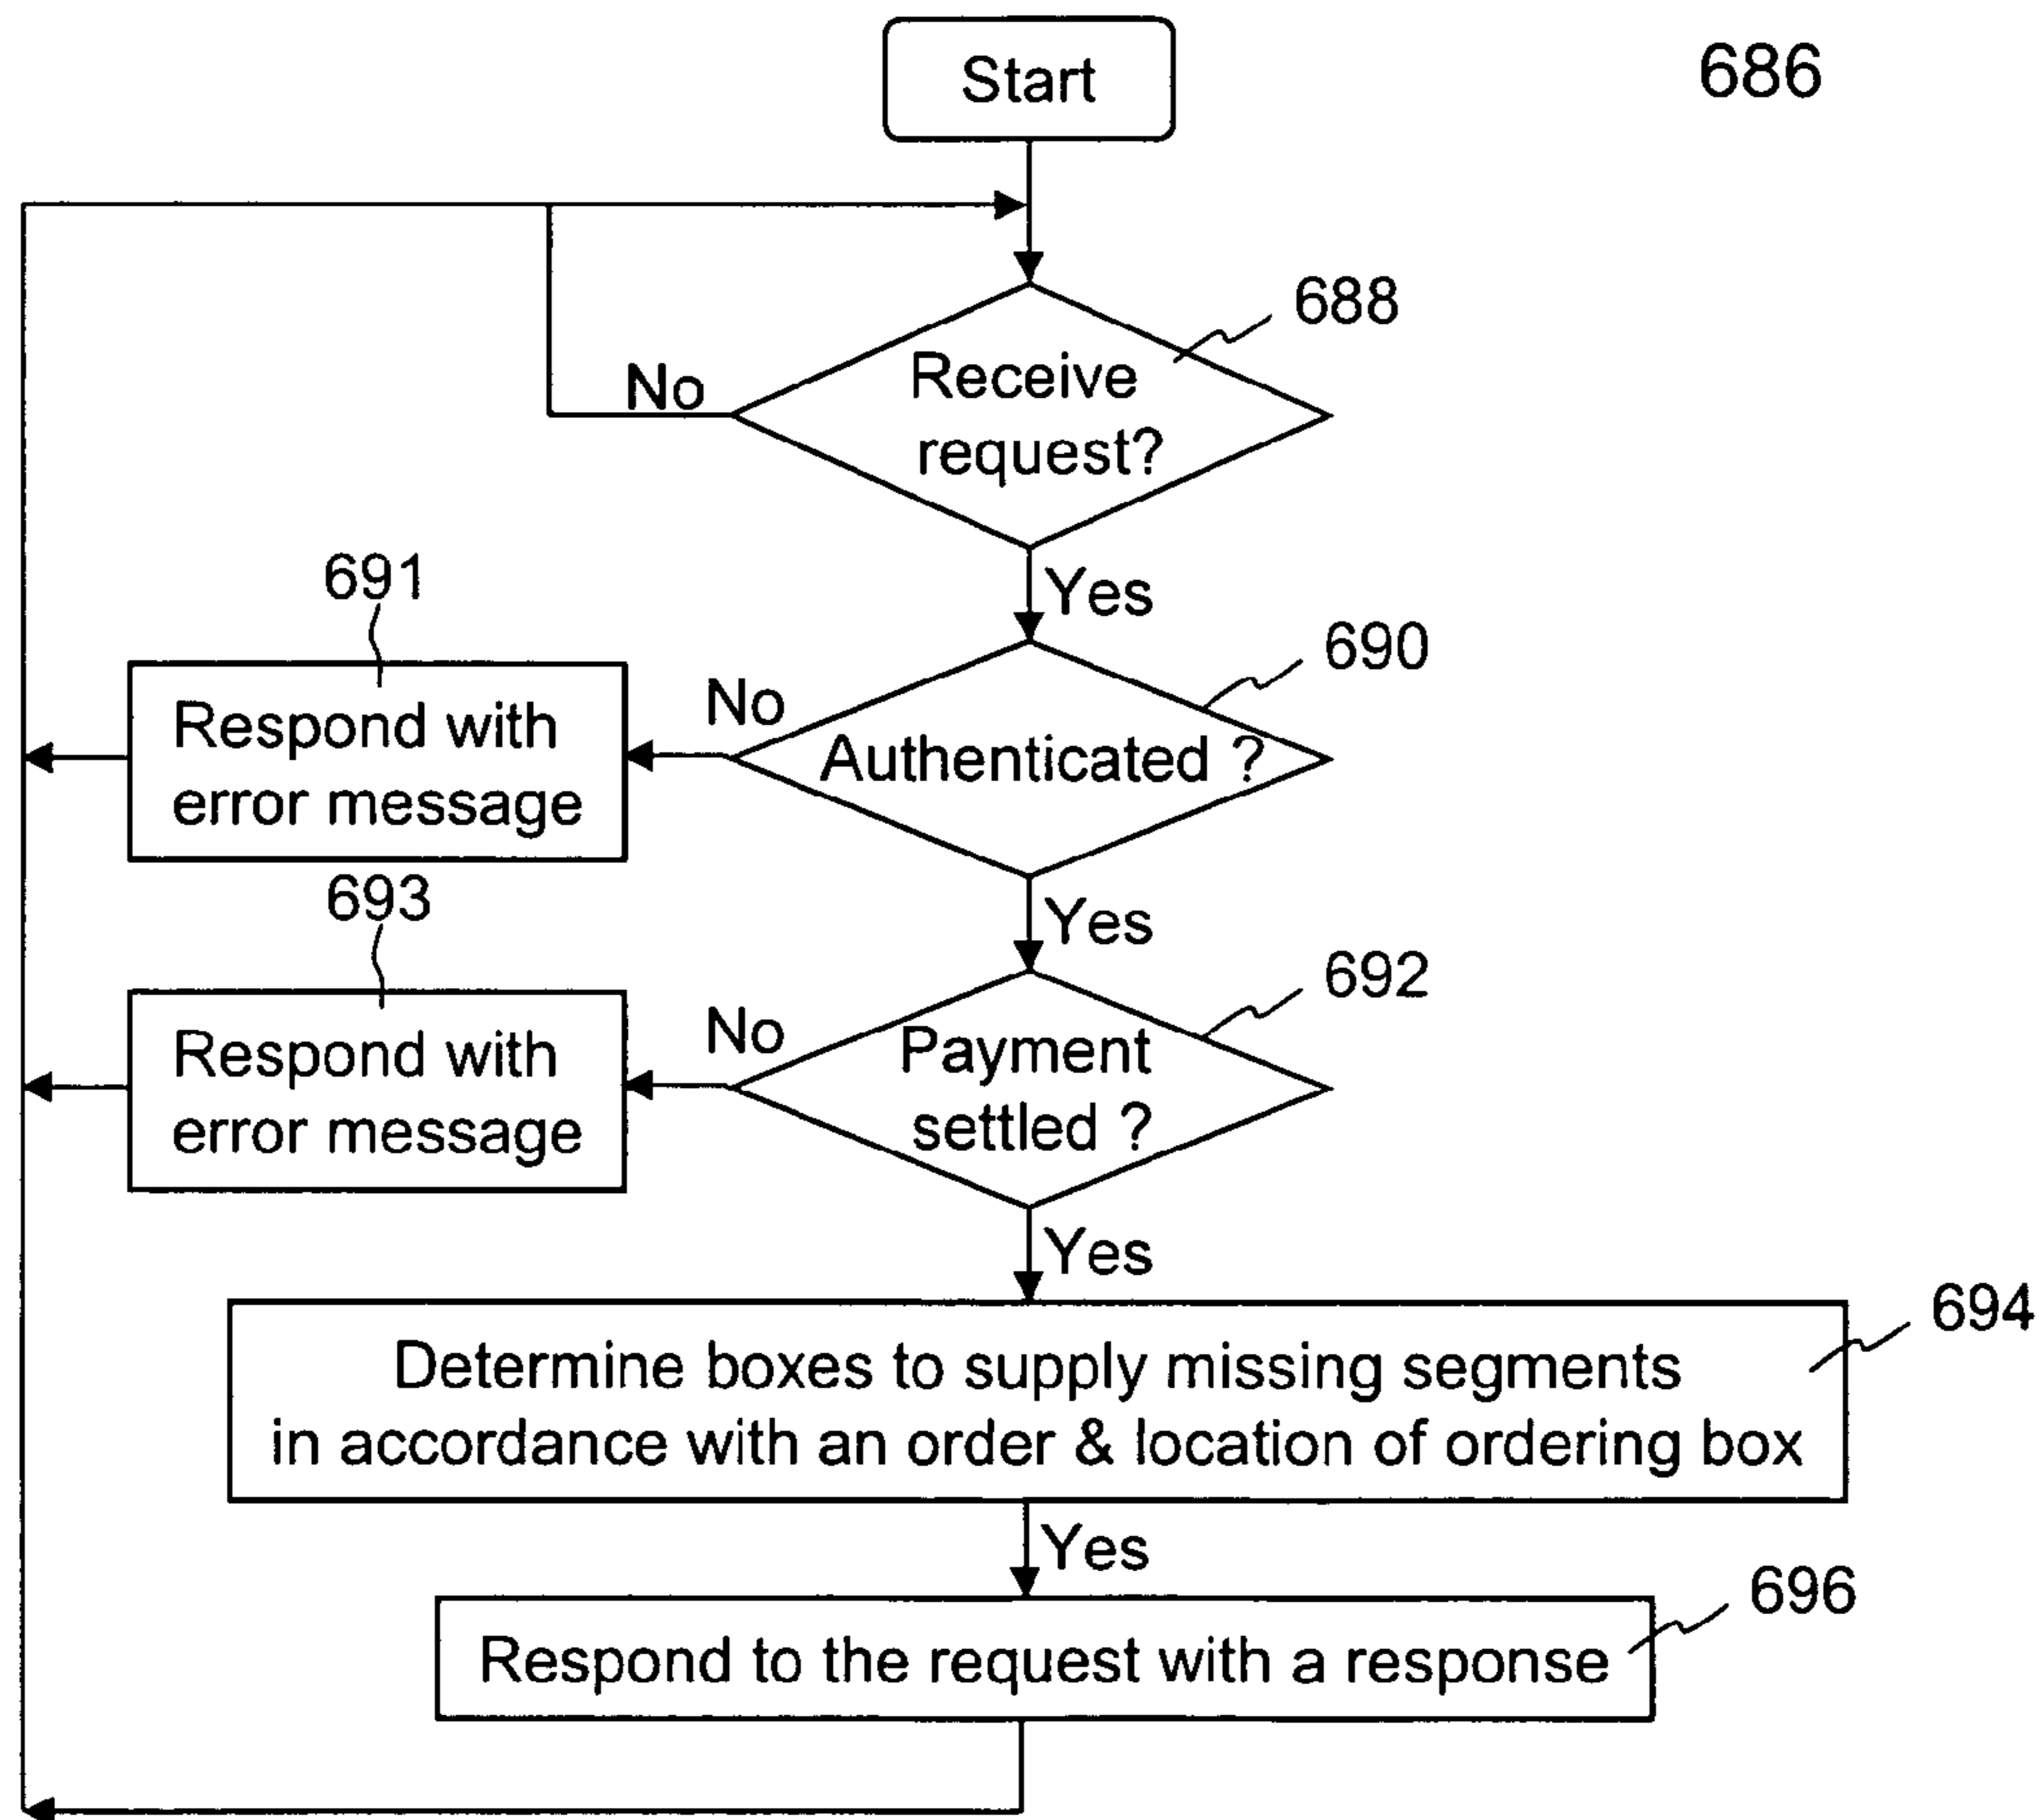 Start
686
688
Receive
request?
No
Yes
691
690
Respond with
error message
No
Authenticated ?
Yes
693
692
Respond with
error message
No
Payment
settled ?
Yes
694
Determine boxes to supply missing segments
in accordance with an order & location of ordering box
Yes
696
Respond to the request with a response